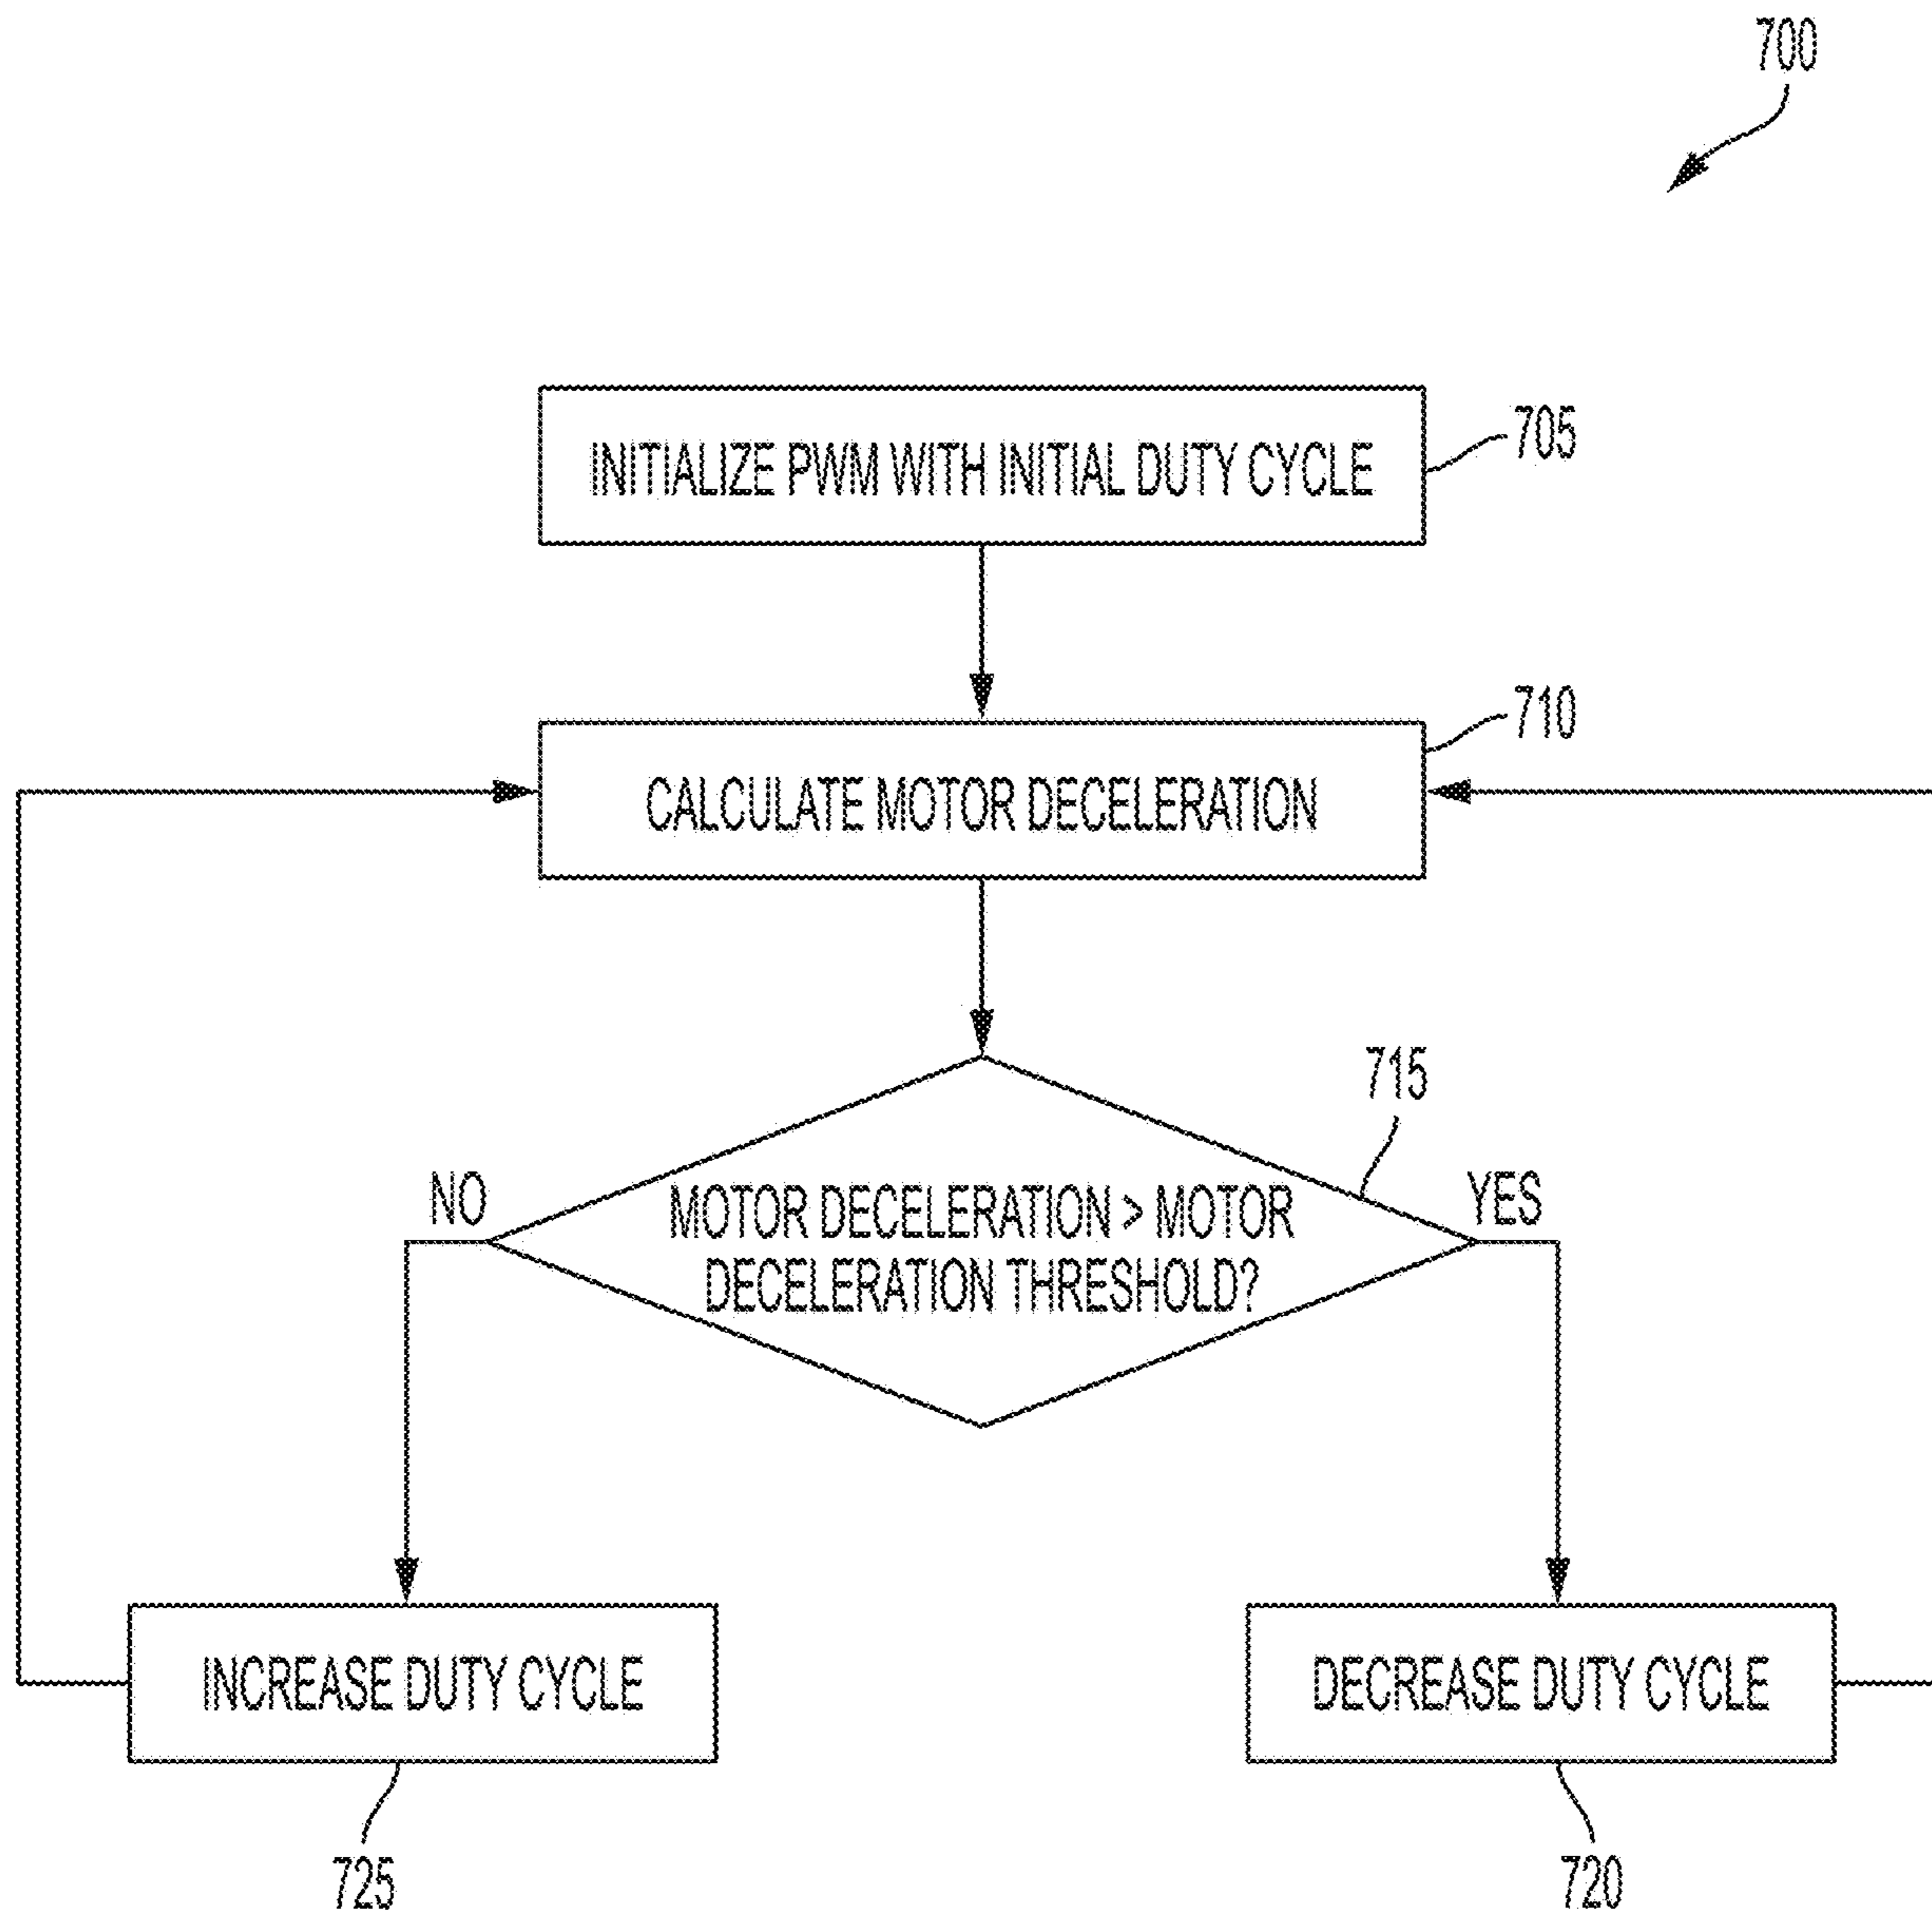 700
INITIALIZE PWM WITH INITIAL DUTY CYCLE
705
710
CALCULATE MOTOR DECELERATION
715
NO
YES
MOTOR DECELERATION > MOTOR
DECELERATION THRESHOLD?
INCREASE DUTY CYCLE
DECREASE DUTY CYCLE
725
720